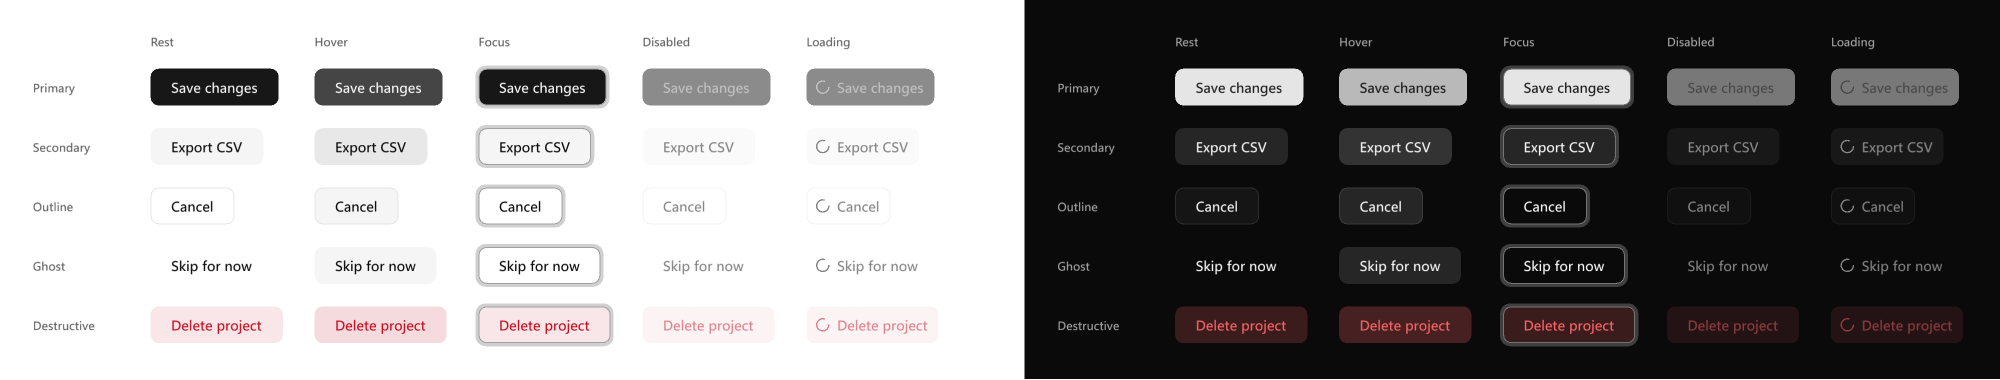 Rest Hover Focus Disabled Loading
Primary Save changes Save changes Save changes Save changes Save changes
Secondary Export CSV Export CSV Export CSV Export CSV Export CSV
Outline Cancel Cancel Cancel Cancel Cancel
Ghost Skip for now Skip for now Skip for now Skip for now Skip for now
Destructive Delete project Delete project Delete project Delete project Delete project
Rest Hover Focus Disabled Loading
Primary Save changes Save changes Save changes Save changes Save changes
Secondary Export CSV Export CSV Export CSV Export CSV Export CSV
Outline Cancel Cancel Cancel Cancel Cancel
Ghost Skip for now Skip for now Skip for now Skip for now Skip for now
Destructive Delete project Delete project Delete project Delete project Delete project